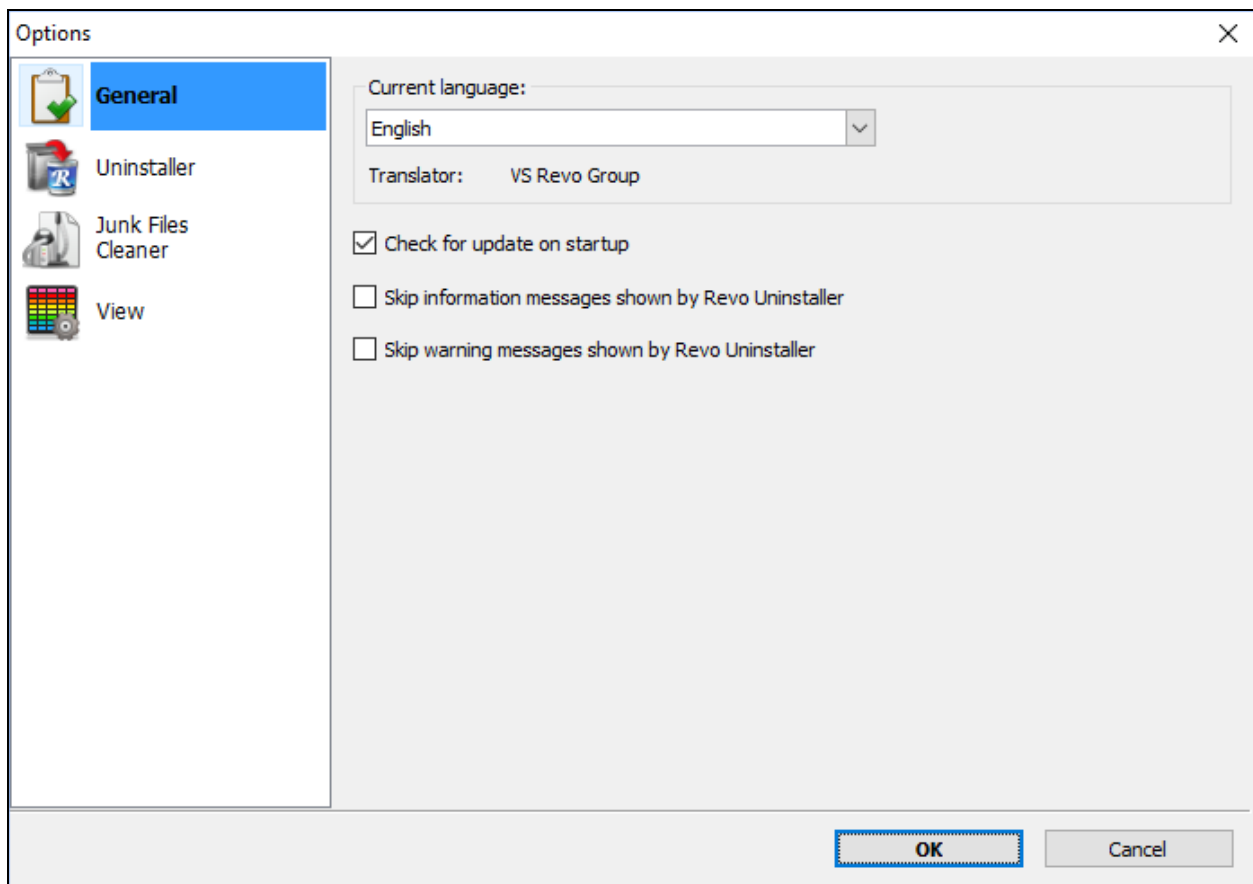 Options
General
Uninstaller
Junk Files
Cleaner
View
Current language:
English
Translator: VS Revo Group
Check for update on startup
Skip information messages shown by Revo Uninstaller
Skip warning messages shown by Revo Uninstaller
OK
Cancel